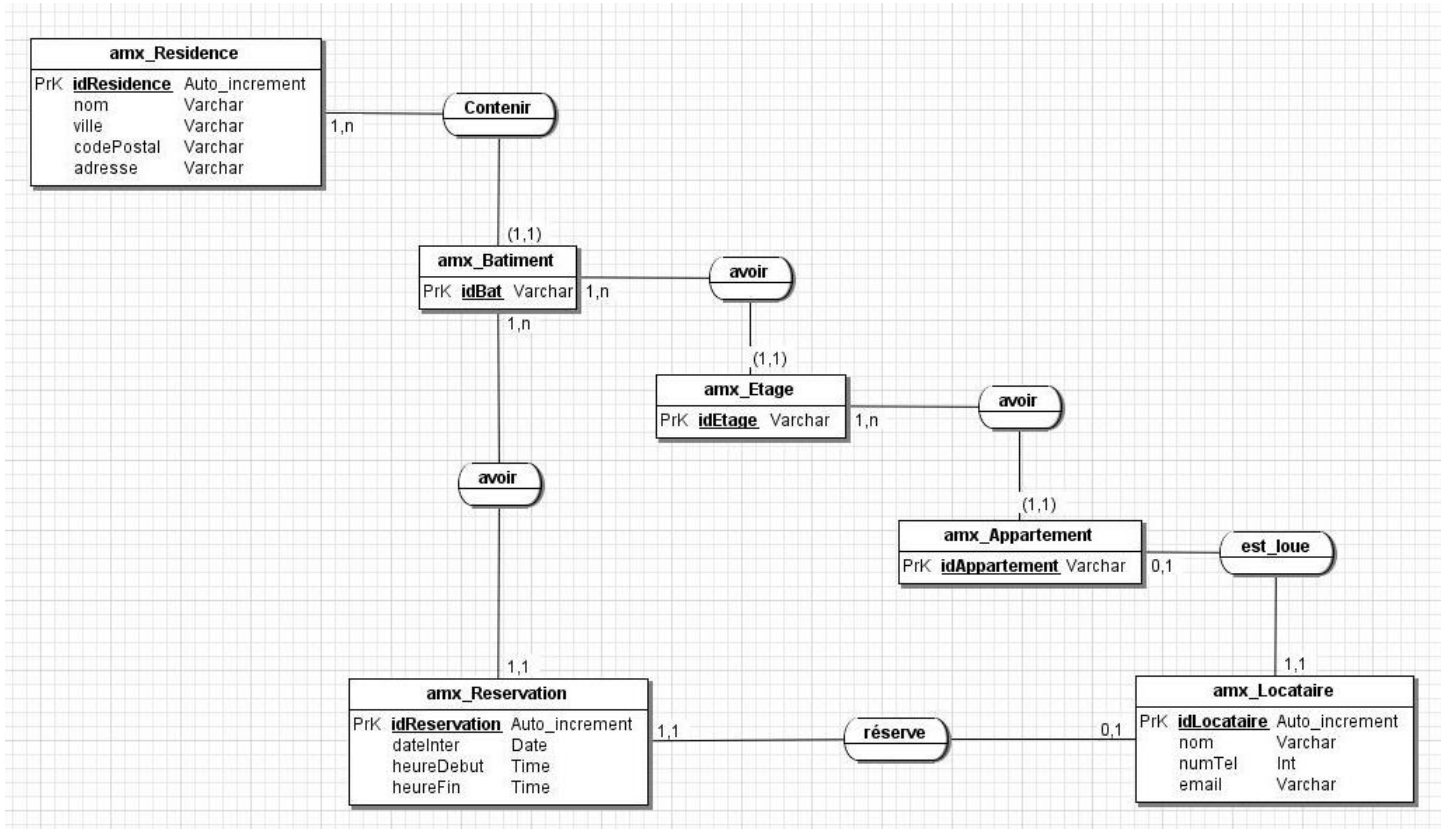 amx_Residence
PrK idResidence Auto_increment
nom Varchar
ville Varchar
codePostal Varchar
adresse Varchar
1,n
Contenir
(1,1)
amx_Batiment
PrK idBat Varchar
1,n
avoir
1,n
(1,1)
amx_Etage
PrK idEtage Varchar
1,n
avoir
avoir
(1,1)
amx_Appartement
PrK idAppartement Varchar
0,1
est_loue
1,1
1,1
amx_Reservation
PrK idReservation Auto_increment
dateInter Date
heureDebut Time
heureFin Time
1,1
réserve
0,1
amx_Locataire
PrK idLocataire Auto_increment
nom Varchar
numTel Int
email Varchar